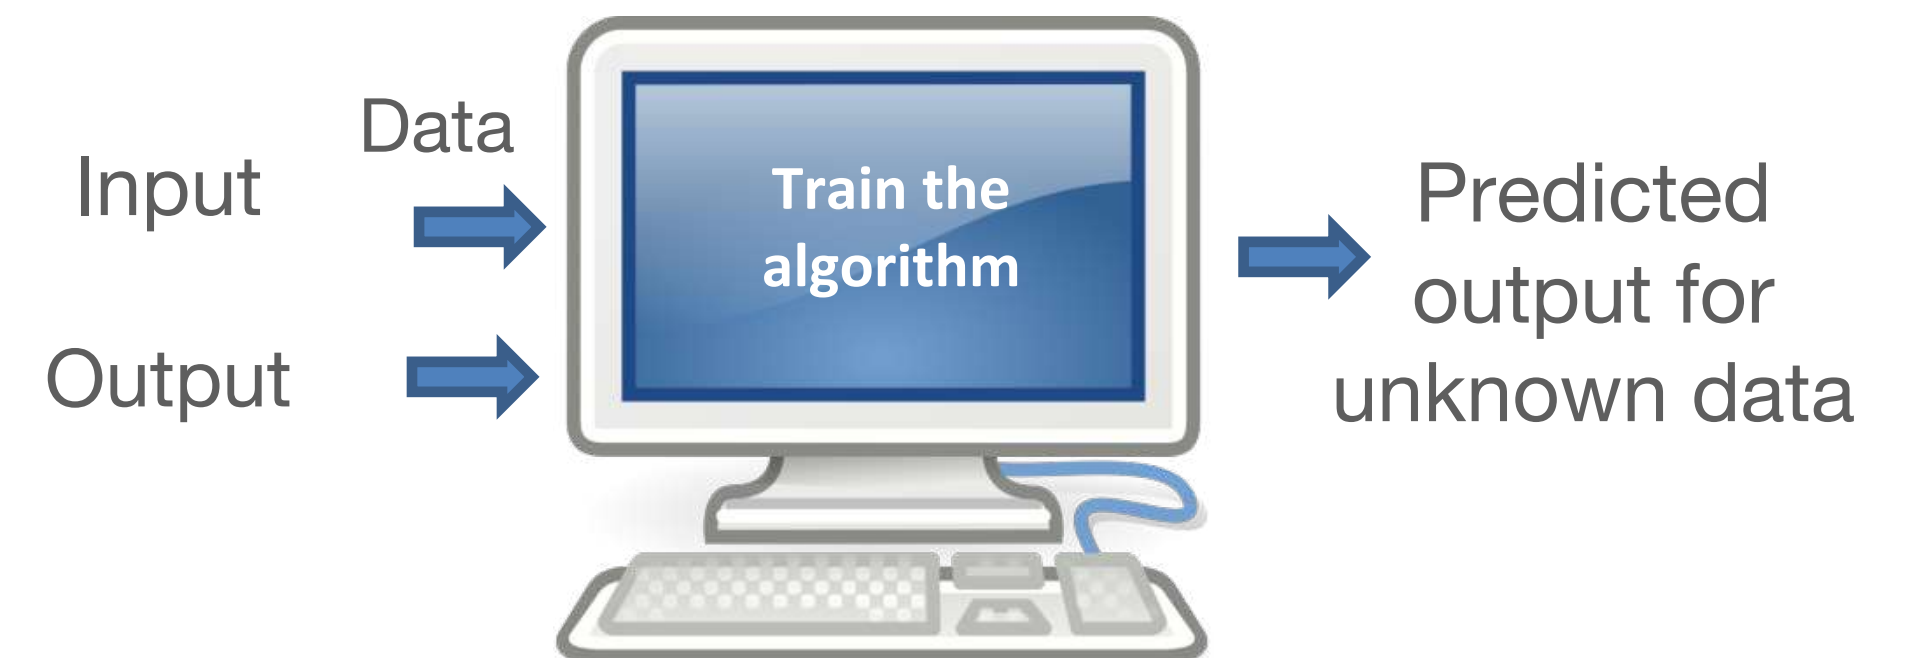 Data
Input
Output
Train the
algorithm
Predicted
output for
unknown data